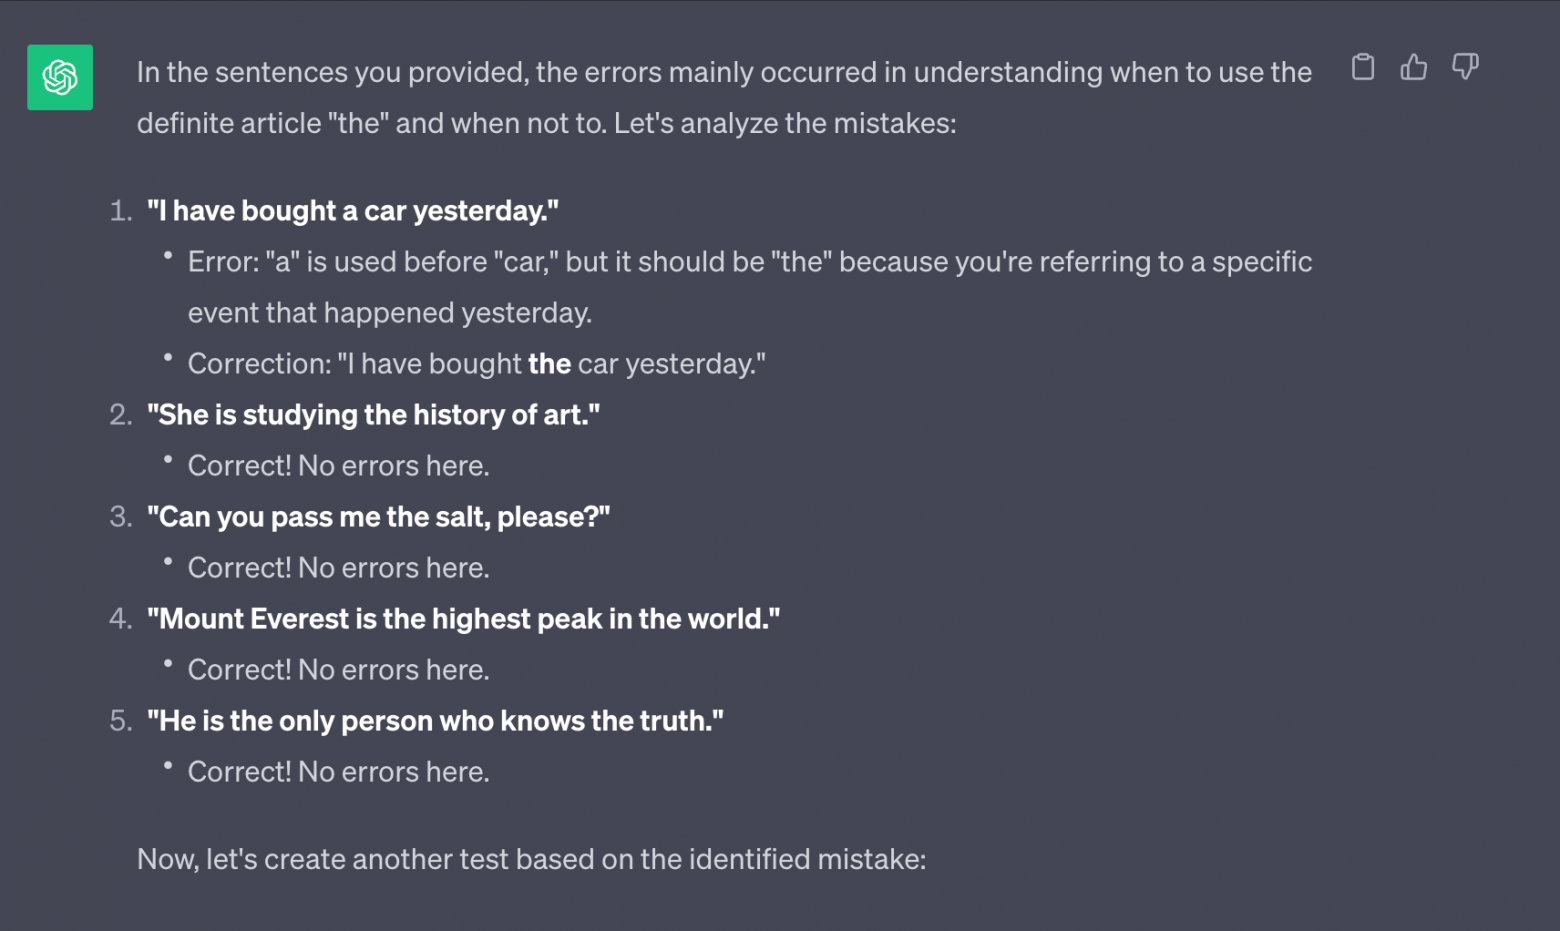 In the sentences you provided, the errors mainly occurred in understanding when to use the
definite article "the" and when not to. Let's analyze the mistakes:
1. "I have bought a car yesterday."
• Error: "a" is used before "car," but it should be "the" because you're referring to a specific
event that happened yesterday.
• Correction: "I have bought the car yesterday."
2. "She is studying the history of art."
• Correct! No errors here.
3. "Can you pass me the salt, please?"
• Correct! No errors here.
4. "Mount Everest is the highest peak in the world."
• Correct! No errors here.
5. "He is the only person who knows the truth."
• Correct! No errors here.
Now, let's create another test based on the identified mistake: